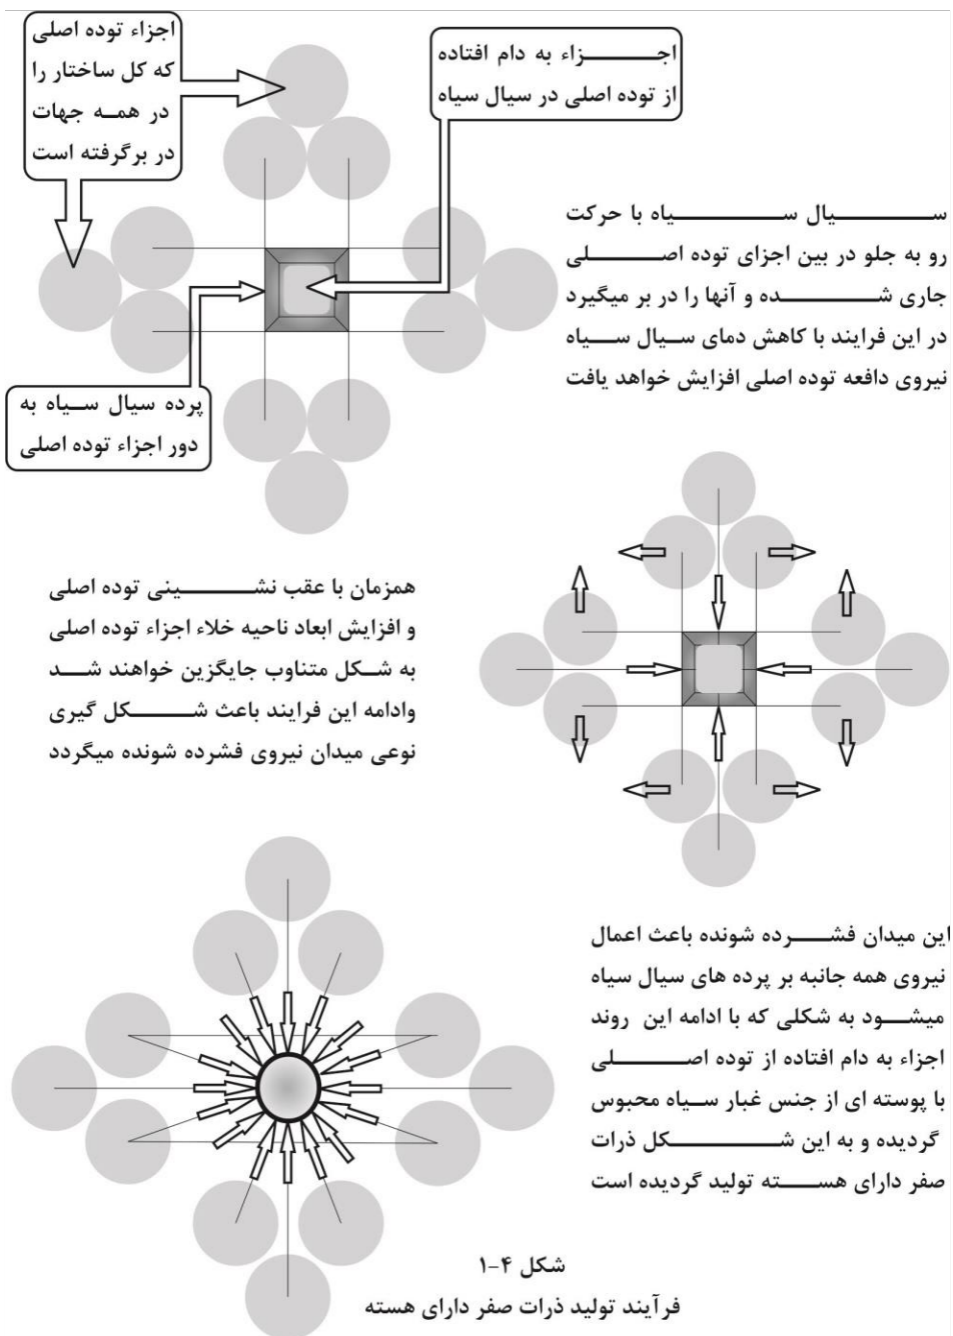 اجزاء توده اصلی
که کل ساختار را
در همه جهات
در برگرفته است
اجزاء به دام افتاده
از توده اصلی در سیال سیاه
سیال سیاه با حرکت
رو به جلو در بین اجزای توده اصلی
جاری شده و آنها را در بر میگیرد
در این فرایند با کاهش دمای سیال سیاه
نیروی دافعه توده اصلی افزایش خواهد یافت
پرده سیال سیاه به
دور اجزاء توده اصلی
همزمان با عقب نشینی توده اصلی
و افزایش ابعاد ناحیه خلاء اجزاء توده اصلی
به شکل متناوب جایگزین خواهند شد
وادامه این فرایند باعث شکل گیری
نوعی میدان نیروی فشرده شونده میگردد
این میدان فشرده شونده باعث اعمال
نیروی همه جانبه بر پرده های سیال سیاه
میشود به شکلی که با ادامه این روند
اجزاء به دام افتاده از توده اصلی
با پوسته ای از جنس غبار سیاه محبوس
گردیده و به این شکل ذرات
صفر دارای هسته تولید گردیده است
شکل ۴-۱
فرآیند تولید ذرات صفر دارای هسته